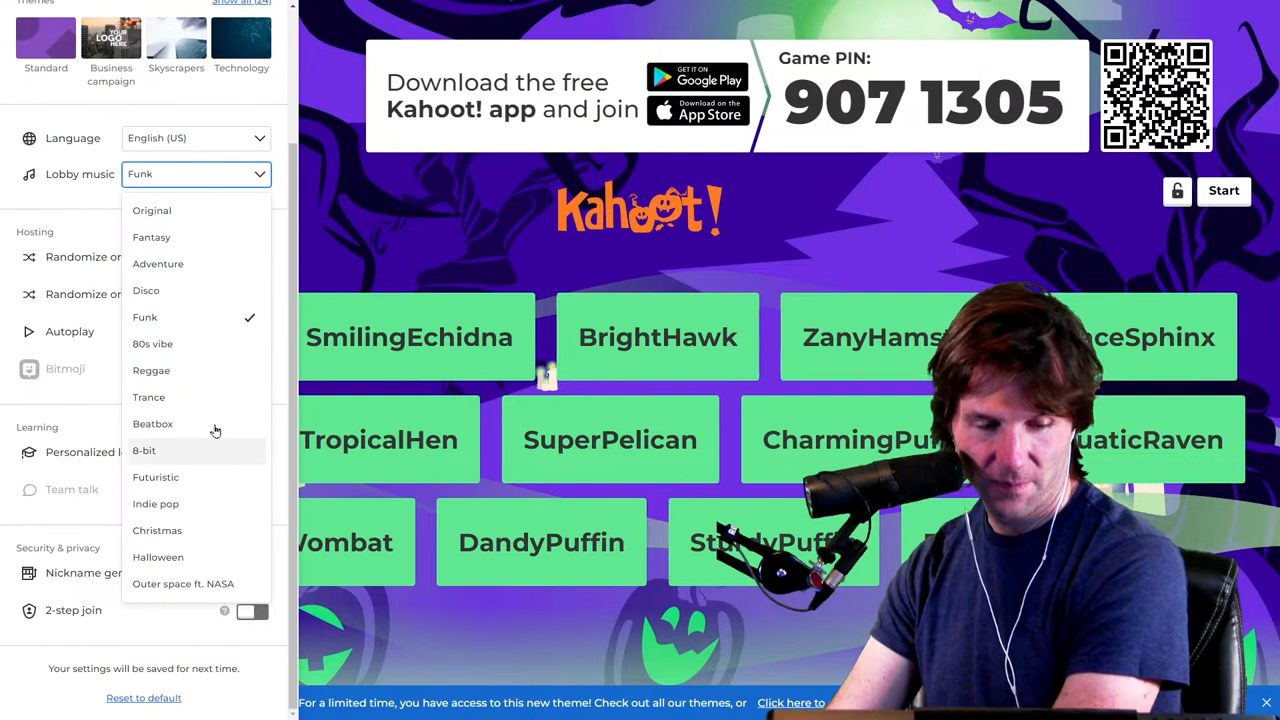 Themes
Show all (24)
YOUR
LOGO
HERE
Standard
Business
campaign
Skyscrapers
Technology
Language
English (US)
Lobby music
Funk
Original
Fantasy
Adventure
Disco
Funk
80s vibe
Reggae
Trance
Beatbox
8-bit
Futuristic
Indie pop
Christmas
Halloween
Outer space ft. NASA
Hosting
Randomize or
Randomize or
Autoplay
Bitmoji
Learning
Personalized l
Team talk
Security & privacy
Nickname ger
2-step join
?
Your settings will be saved for next time.
Reset to default
Download the free
Kahoot! app and join
GET IT ON
Google Play
Download on the
App Store
Game PIN:
907 1305
Kahoot!
Start
SmilingEchidna
BrightHawk
ZanyHams
ceSphinx
TropicalHen
SuperPelican
CharmingPu
uaticRaven
Wombat
DandyPuffin
For a limited time, you have access to this new theme! Check out all our themes, or
Click here to